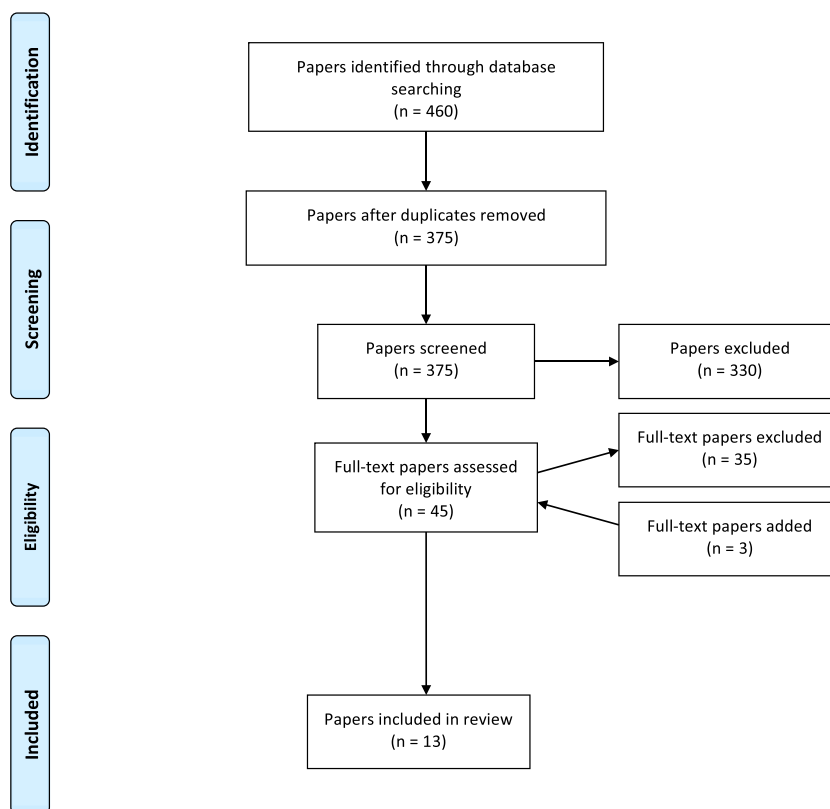 Identification
Papers identified through database
searching
(n = 460)
Papers after duplicates removed
(n = 375)
Screening
Papers screened
(n = 375)
Papers excluded
(n = 330)
Eligibility
Full-text papers assessed
for eligibility
(n = 45)
Full-text papers excluded
(n = 35)
Full-text papers added
(n = 3)
Included
Papers included in review
(n = 13)